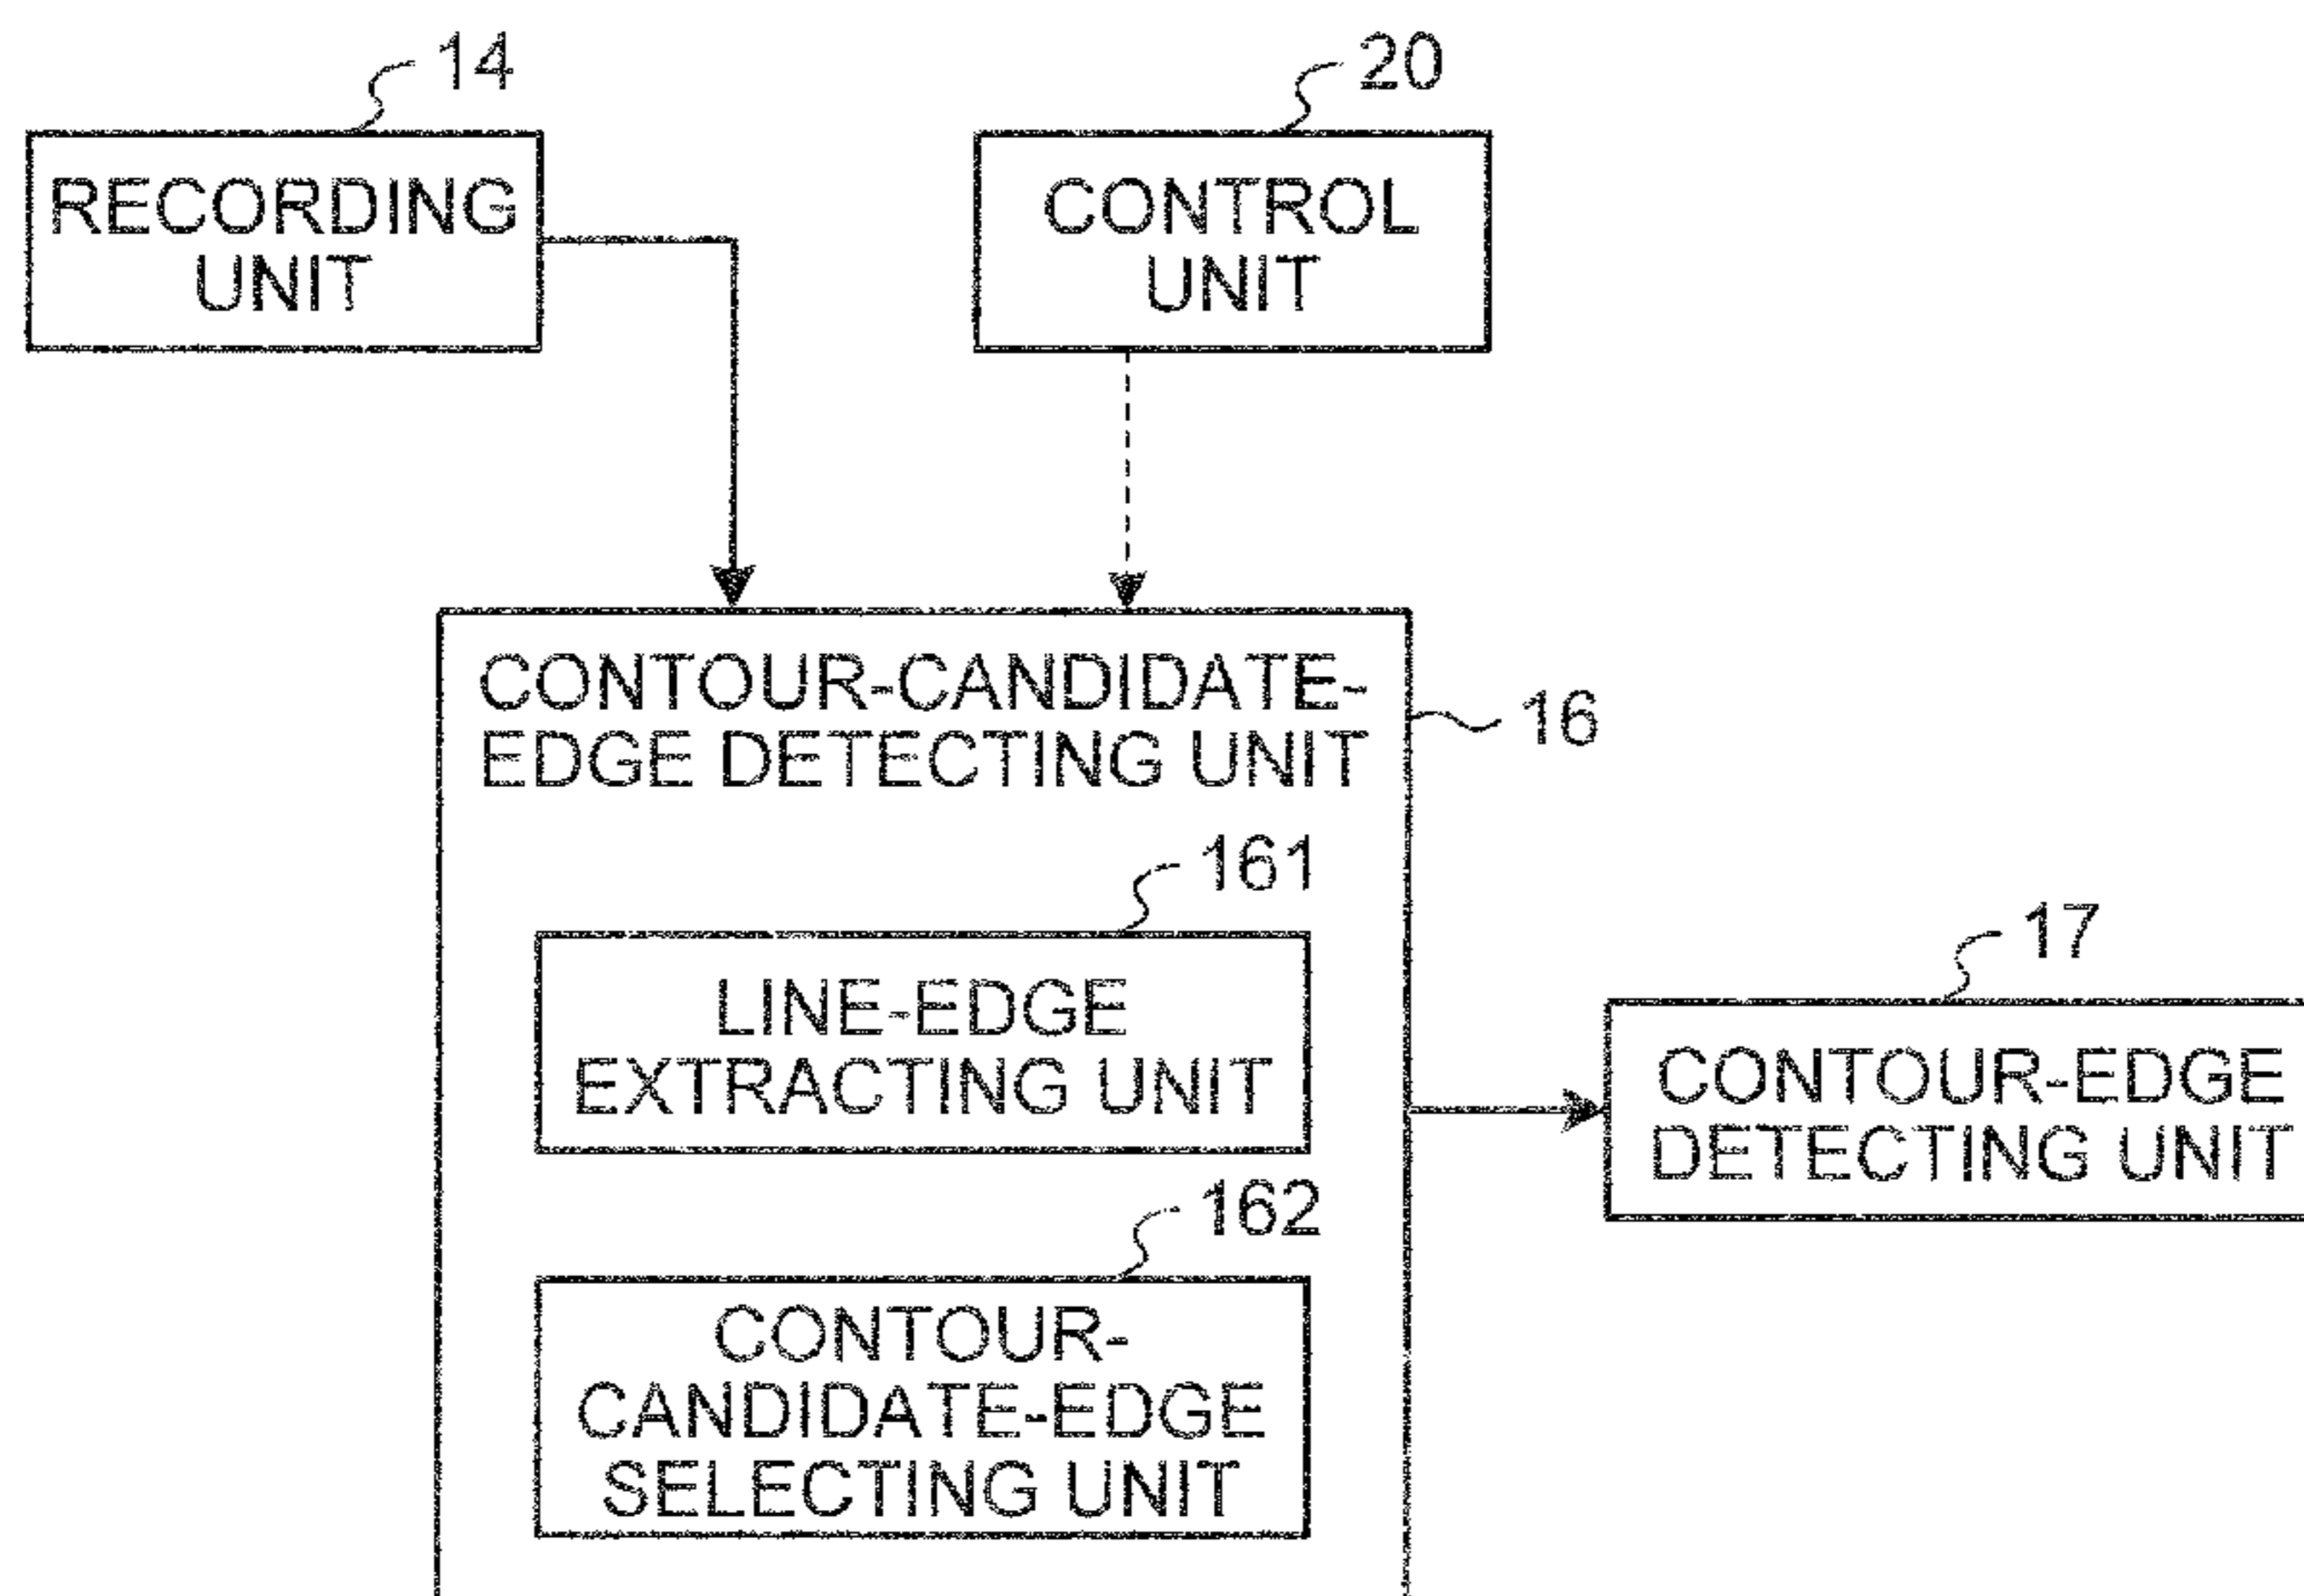 14
20
RECORDING
UNIT
CONTROL
UNIT
CONTOUR-CANDIDATE-
EDGE DETECTING UNIT
16
161
LINE-EDGE
EXTRACTING UNIT
17
CONTOUR-EDGE
DETECTING UNIT
162
CONTOUR-
CANDIDATE-EDGE
SELECTING UNIT